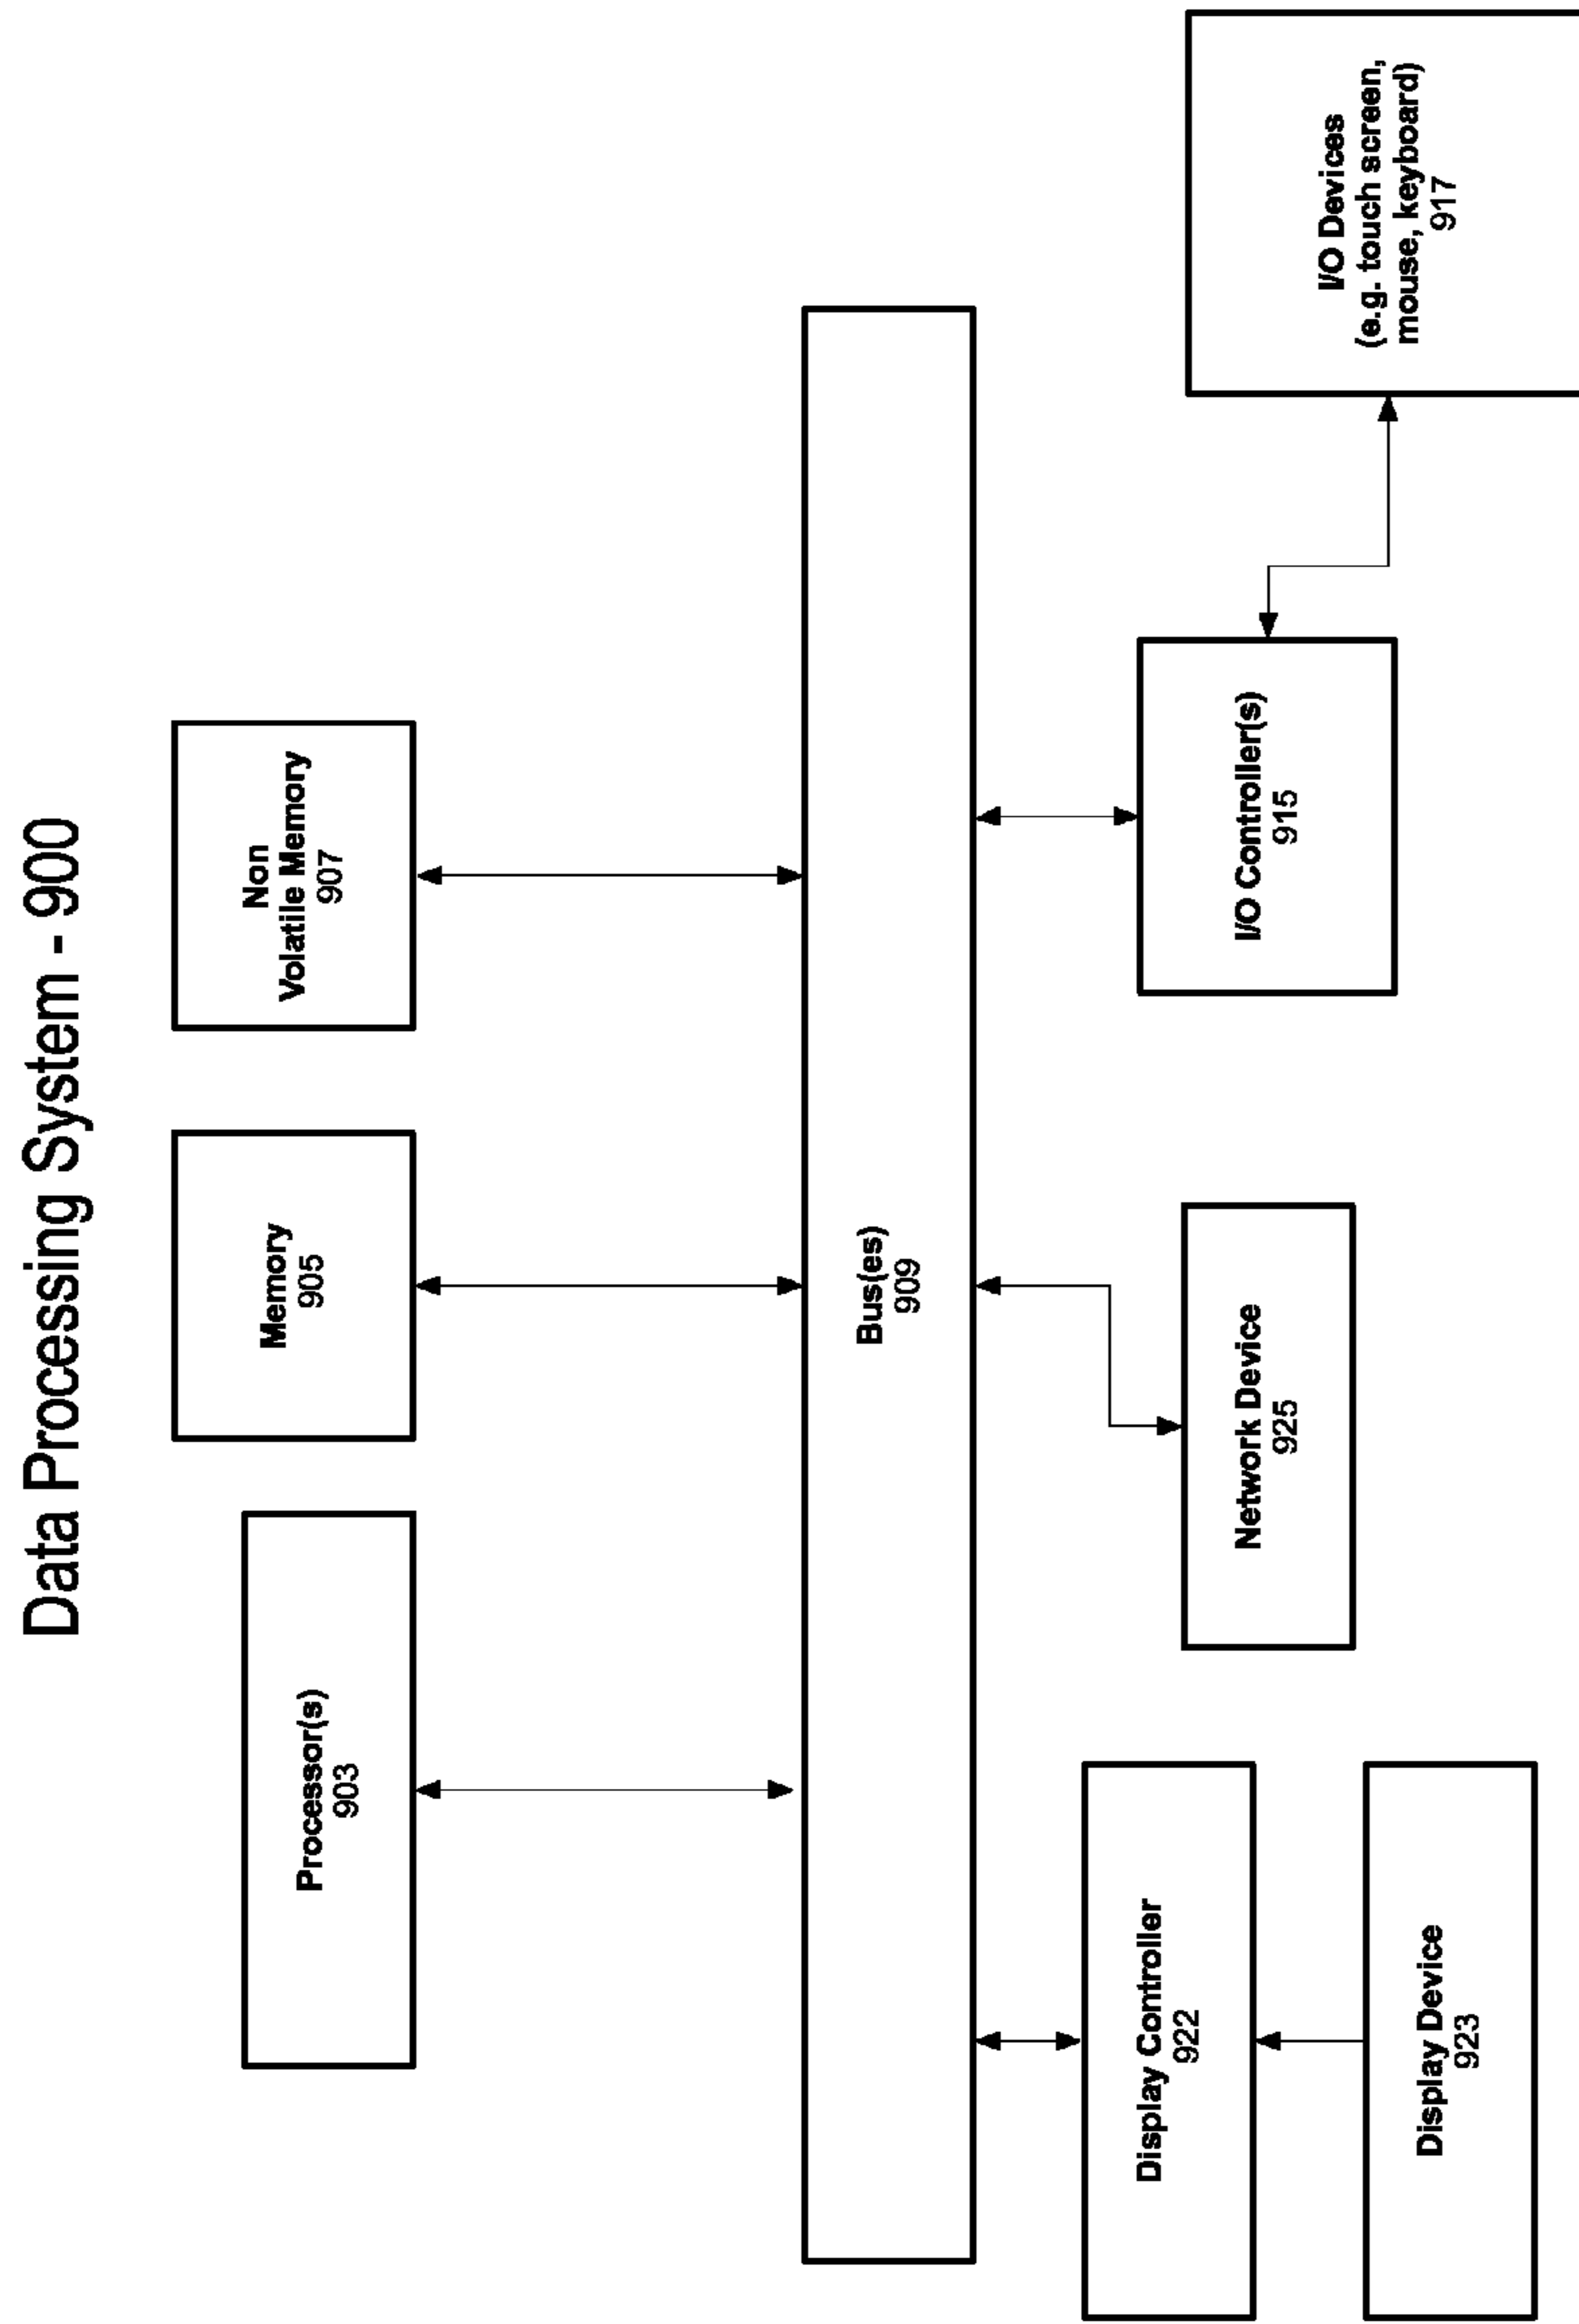 Data Processing System - 900
Processor(s)
903
Memory
905
Non
Volatile Memory
907
Bus(es)
909
Display Controller
922
Display Device
923
Network Device
925
I/O Controller(s)
915
I/O Devices
(e.g. touch screen,
mouse, keyboard)
917